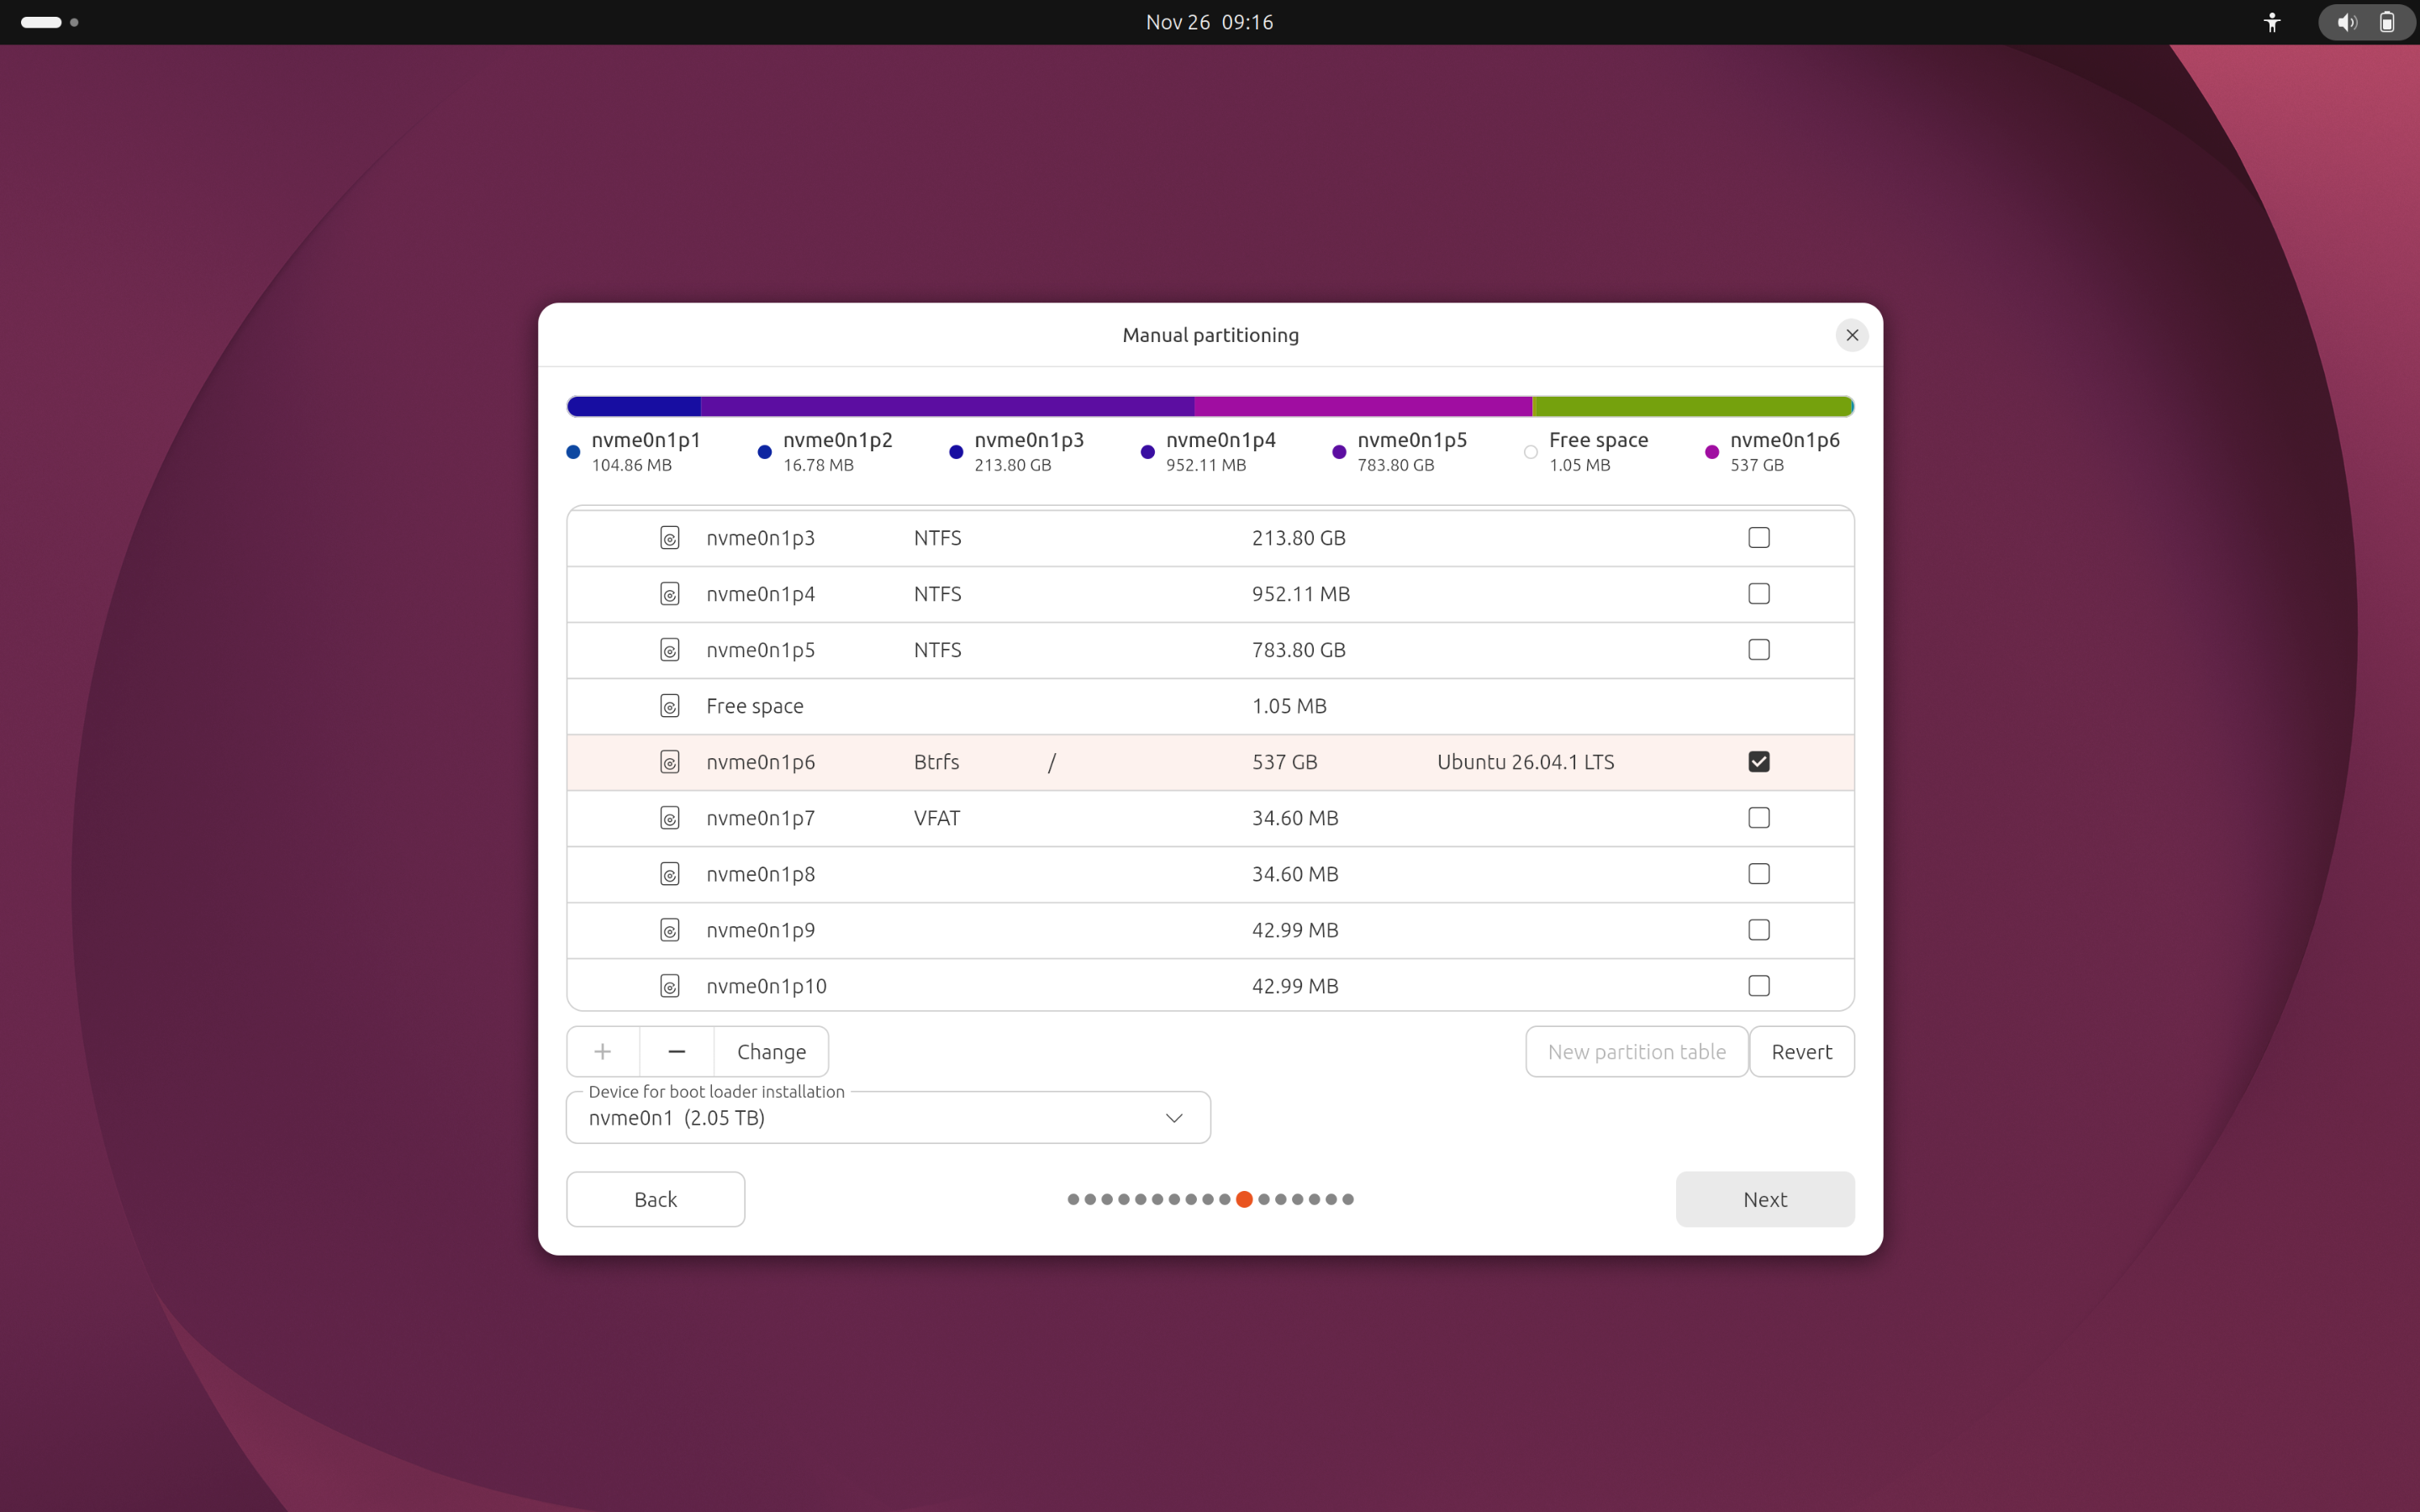 Nov 26 09:16
Manual partitioning
nvme0n1p1 nvme0n1p2 nvme0n1p3 nvme0n1p4 nvme0n1p5 Free space nvme0n1p6
104.86 MB 16.78 MB 213.80 GB 952.11 MB 783.80 GB 1.05 MB 537 GB
nvme0n1p3 NTFS 213.80 GB
nvme0n1p4 NTFS 952.11 MB
nvme0n1p5 NTFS 783.80 GB
Free space 1.05 MB
nvme0n1p6 Btrfs / 537 GB Ubuntu 26.04.1 LTS
nvme0n1p7 VFAT 34.60 MB
nvme0n1p8 34.60 MB
nvme0n1p9 42.99 MB
nvme0n1p10 42.99 MB
+ − Change New partition table Revert
Device for boot loader installation
nvme0n1 (2.05 TB)
Back Next